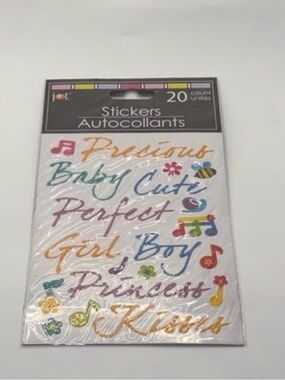 jot
20 count
unités
Stickers
Autocollants
Precious
Baby Cute
Perfect
Girl Boy
Princess
Kisses